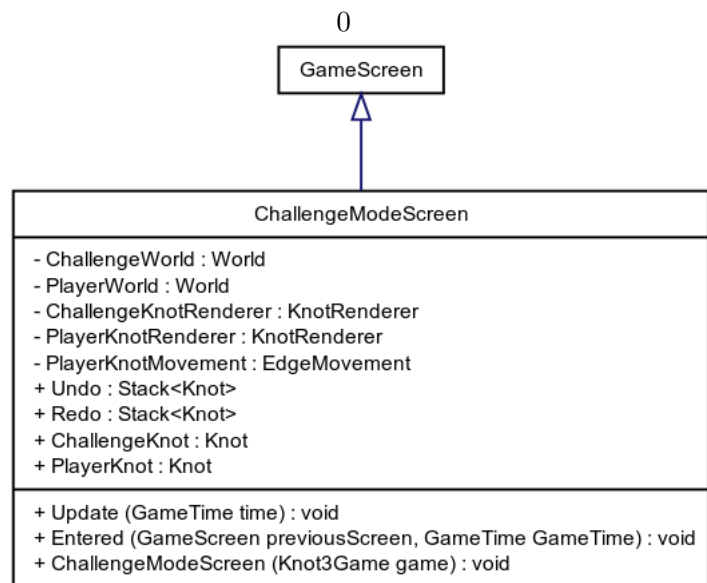 0
GameScreen
ChallengeModeScreen
- ChallengeWorld : World
- PlayerWorld : World
- ChallengeKnotRenderer : KnotRenderer
- PlayerKnotRenderer : KnotRenderer
- PlayerKnotMovement : EdgeMovement
+ Undo : Stack<Knot>
+ Redo : Stack<Knot>
+ ChallengeKnot : Knot
+ PlayerKnot : Knot
+ Update (GameTime time) : void
+ Entered (GameScreen previousScreen, GameTime GameTime) : void
+ ChallengeModeScreen (Knot3Game game) : void